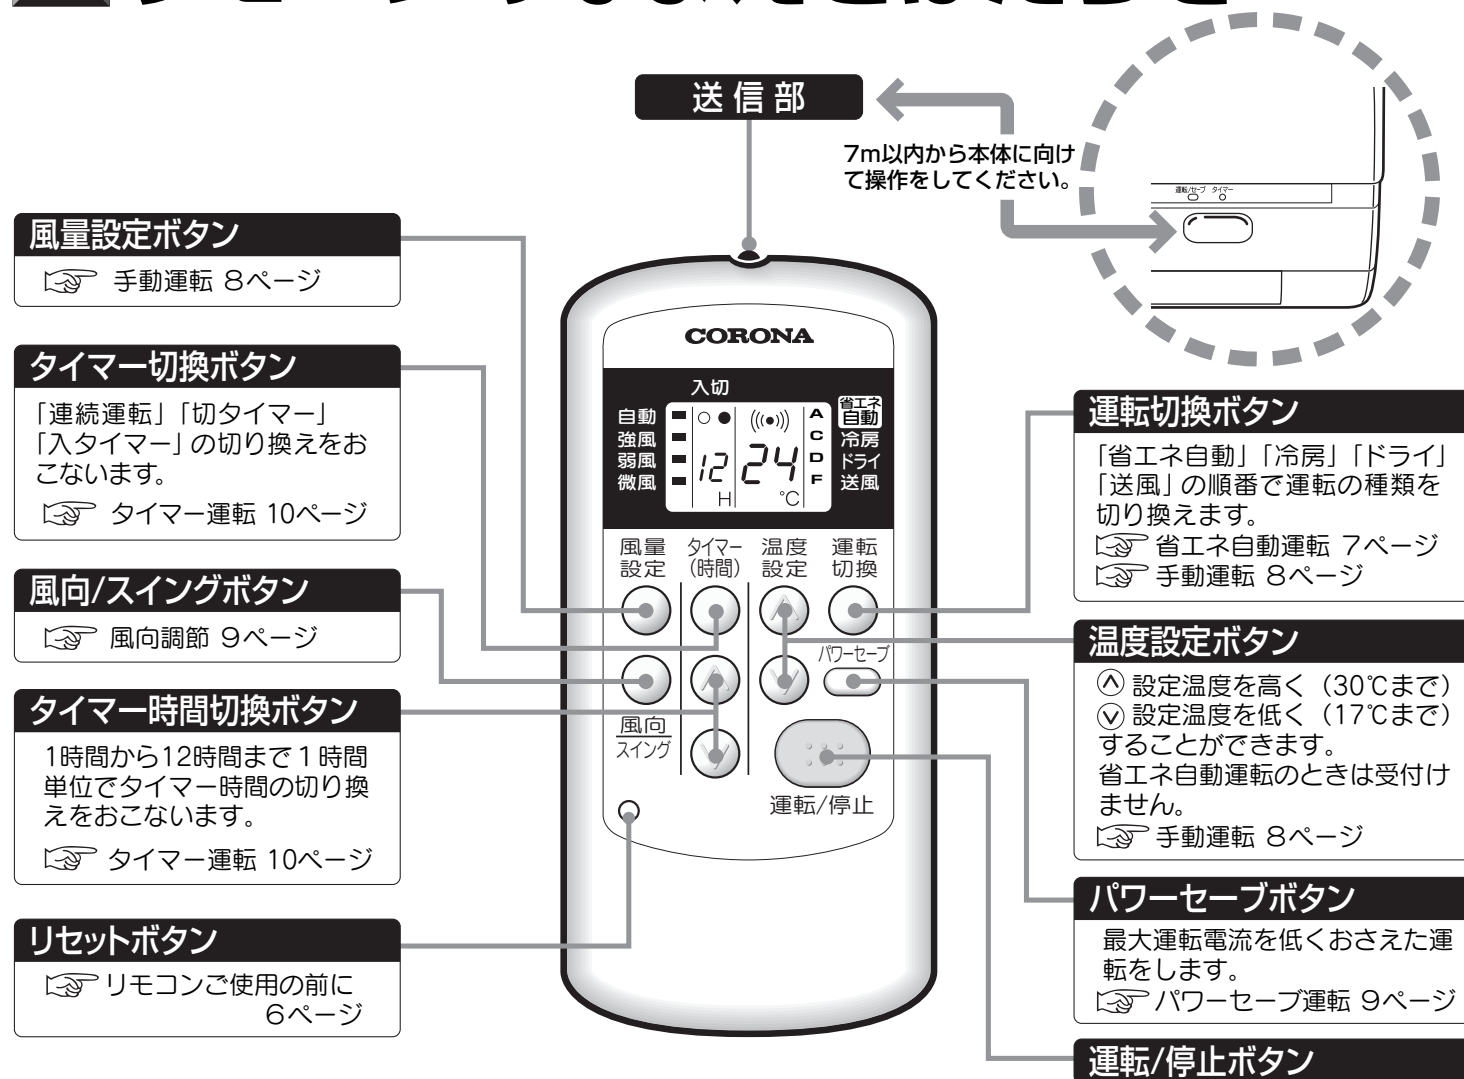 送信部
7m以内から本体に向け
て操作をしてください。
運転/セーブ タイマー
風量設定ボタン
手動運転 8ページ
タイマー切換ボタン
「連続運転」「切タイマー」
「入タイマー」の切り換えをお
こないます。
タイマー運転 10ページ
風向/スイングボタン
風向調節 9ページ
タイマー時間切換ボタン
1時間から12時間まで1時間
単位でタイマー時間の切り換
えをおこないます。
タイマー運転 10ページ
リセットボタン
リモコンご使用の前に
6ページ
CORONA
入切
自動
強風
弱風
微風
12
H
24
℃
A
C
D
F
省エネ
自動
冷房
ドライ
送風
風量
設定
タイマー
(時間)
温度
設定
運転
切換
パワーセーブ
風向
スイング
運転/停止
運転切換ボタン
「省エネ自動」「冷房」「ドライ」
「送風」の順番で運転の種類を
切り換えます。
省エネ自動運転 7ページ
手動運転 8ページ
温度設定ボタン
設定温度を高く(30℃まで)
設定温度を低く(17℃まで)
することができます。
省エネ自動運転のときは受付け
ません。
手動運転 8ページ
パワーセーブボタン
最大運転電流を低くおさえた運
転をします。
パワーセーブ運転 9ページ
運転/停止ボタン